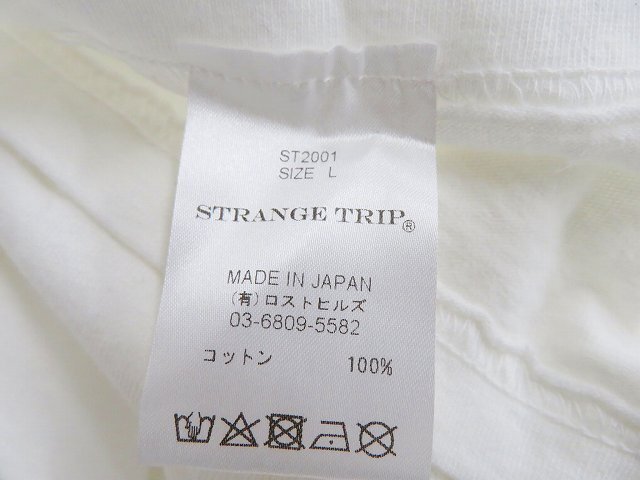 ST2001
SIZE L
STRANGE TRIP®
MADE IN JAPAN
(有)ロストヒルズ
03-6809-5582
コットン 100%